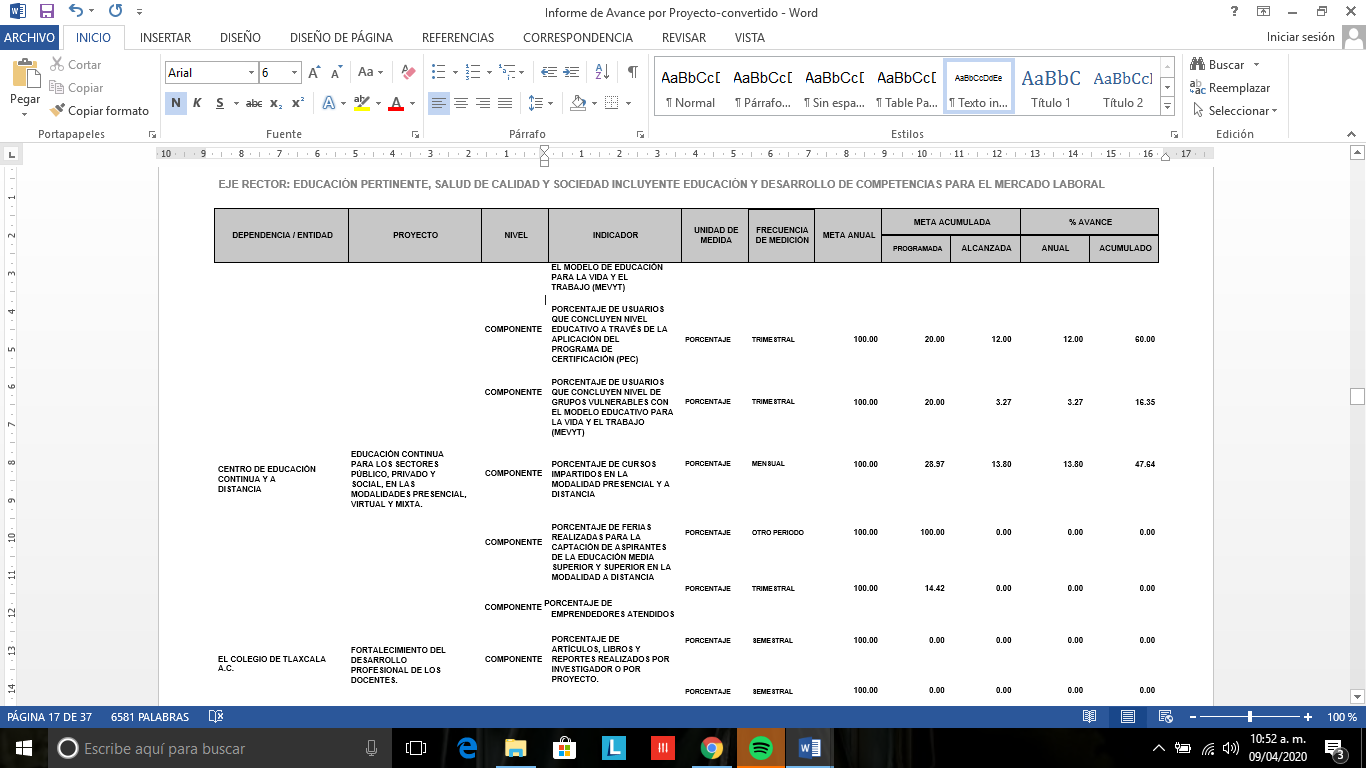 Informe de Avance por Proyecto-convertido - Word
ARCHIVO INICIO INSERTAR DISEÑO DISEÑO DE PÁGINA REFERENCIAS CORRESPONDENCIA REVISAR VISTA Iniciar sesión
Pegar
Cortar
Copiar
Copiar formato
Portapapeles
Arial 6
N K S abc x₂ x²
Fuente
Párrafo
AaBbCcI AaBbCcI AaBbCcI AaBbCcI AaBbCcDdEe AaBbC AaBbCcI
¶ Normal ¶ Párrafo... ¶ Sin espa... ¶ Table Pa... ¶ Texto in... Título 1 Título 2
Estilos
Buscar
Reemplazar
Seleccionar
Edición
EJE RECTOR: EDUCACIÓN PERTINENTE, SALUD DE CALIDAD Y SOCIEDAD INCLUYENTE EDUCACIÓN Y DESARROLLO DE COMPETENCIAS PARA EL MERCADO LABORAL
DEPENDENCIA / ENTIDAD PROYECTO NIVEL INDICADOR UNIDAD DE MEDIDA FRECUENCIA DE MEDICIÓN META ANUAL META ACUMULADA % AVANCE
PROGRAMADA ALCANZADA ANUAL ACUMULADO
EL MODELO DE EDUCACIÓN
PARA LA VIDA Y EL
TRABAJO (MEVYT)
PORCENTAJE DE USUARIOS
QUE CONCLUYEN NIVEL
EDUCATIVO A TRAVÉS DE LA
APLICACIÓN DEL
PROGRAMA DE
CERTIFICACIÓN (PEC)
COMPONENTE PORCENTAJE TRIMESTRAL 100.00 20.00 12.00 12.00 60.00
PORCENTAJE DE USUARIOS
QUE CONCLUYEN NIVEL DE
GRUPOS VULNERABLES CON
EL MODELO EDUCATIVO PARA
LA VIDA Y EL TRABAJO
(MEVYT)
COMPONENTE PORCENTAJE TRIMESTRAL 100.00 20.00 3.27 3.27 16.35
CENTRO DE EDUCACIÓN
CONTINUA Y A
DISTANCIA
EDUCACIÓN CONTINUA
PARA LOS SECTORES
PÚBLICO, PRIVADO Y
SOCIAL, EN LAS
MODALIDADES PRESENCIAL,
VIRTUAL Y MIXTA.
COMPONENTE
PORCENTAJE DE CURSOS
IMPARTIDOS EN LA
MODALIDAD PRESENCIAL Y A
DISTANCIA
PORCENTAJE MENSUAL 100.00 28.97 13.80 13.80 47.64
COMPONENTE
PORCENTAJE DE FERIAS
REALIZADAS PARA LA
CAPTACIÓN DE ASPIRANTES
DE LA EDUCACIÓN MEDIA
SUPERIOR Y SUPERIOR EN LA
MODALIDAD A DISTANCIA
PORCENTAJE OTRO PERIODO 100.00 100.00 0.00 0.00 0.00
PORCENTAJE TRIMESTRAL 100.00 14.42 0.00 0.00 0.00
COMPONENTE PORCENTAJE DE
EMPRENDEDORES ATENDIDOS
EL COLEGIO DE TLAXCALA
A.C.
FORTALECIMIENTO DEL
DESARROLLO
PROFESIONAL DE LOS
DOCENTES.
COMPONENTE
PORCENTAJE DE
ARTÍCULOS, LIBROS Y
REPORTES REALIZADOS POR
INVESTIGADOR O POR
PROYECTO.
PORCENTAJE SEMESTRAL 100.00 0.00 0.00 0.00 0.00
PORCENTAJE SEMESTRAL 100.00 0.00 0.00 0.00 0.00
PÁGINA 17 DE 37 6581 PALABRAS 100 %
Escribe aquí para buscar
10:52 a. m.
09/04/2020
3